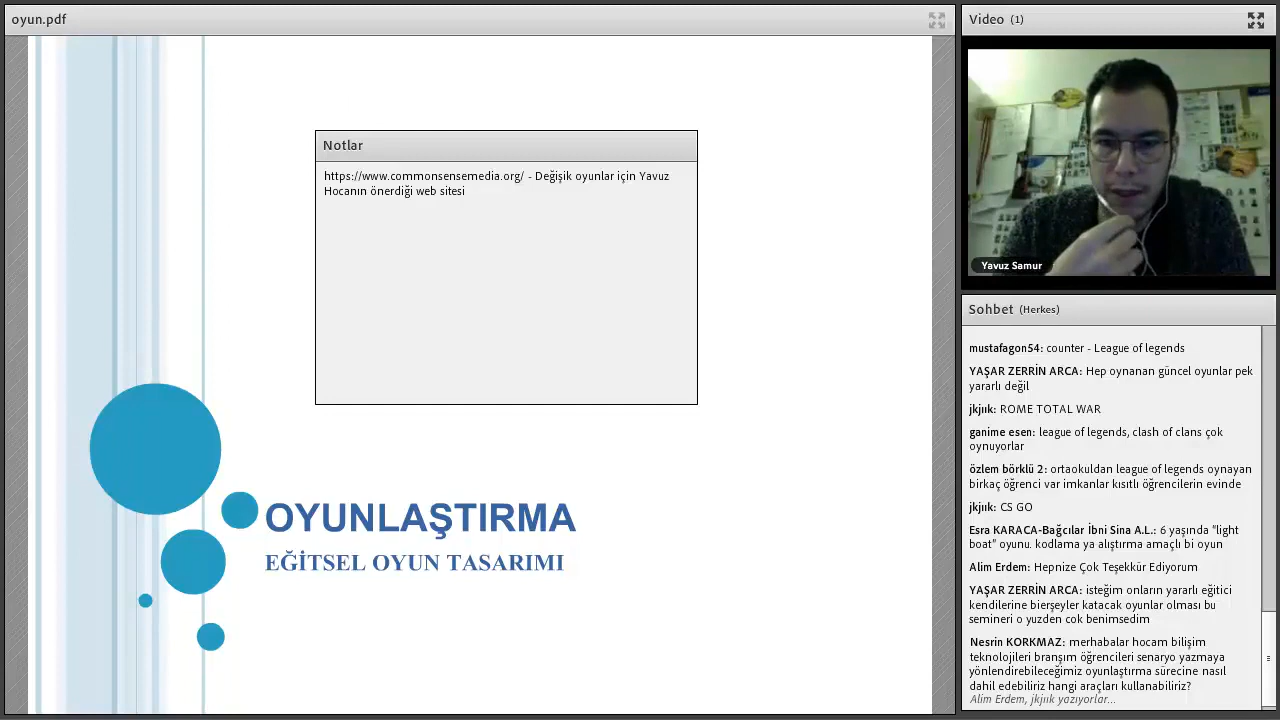 oyun.pdf
Notlar
https://www.commonsensemedia.org/ - Değişik oyunlar için Yavuz
Hocanın önerdiği web sitesi
OYUNLAŞTIRMA
EĞİTSEL OYUN TASARIMI
Video (1)
Yavuz Samur
Sohbet (Herkes)
mustafagon54: counter - League of legends
YAŞAR ZERRİN ARCA: Hep oynanan güncel oyunlar pek
yararlı değil
jkjıık: ROME TOTAL WAR
ganime esen: league of legends, clash of clans çok
oynuyorlar
özlem börklü 2: ortaokuldan league of legends oynayan
birkaç öğrenci var imkanlar kısıtlı öğrencilerin evinde
jkjıık: CS GO
Esra KARACA-Bağcılar İbni Sina A.L.: 6 yaşında "light
boat" oyunu. kodlama ya alıştırma amaçlı bi oyun
Alim Erdem: Hepnize Çok Teşekkür Ediyorum
YAŞAR ZERRİN ARCA: isteğim onların yararlı eğitici
kendilerine bierşeyler katacak oyunlar olması bu
semineri o yuzden cok benimsedim
Nesrin KORKMAZ: merhabalar hocam bilişim
teknolojileri branşım öğrencileri senaryo yazmaya
yönlendirebileceğimiz oyunlaştırma sürecine nasıl
dahil edebiliriz hangi araçları kullanabiliriz?
Alim Erdem, jkjıık yazıyorlar...